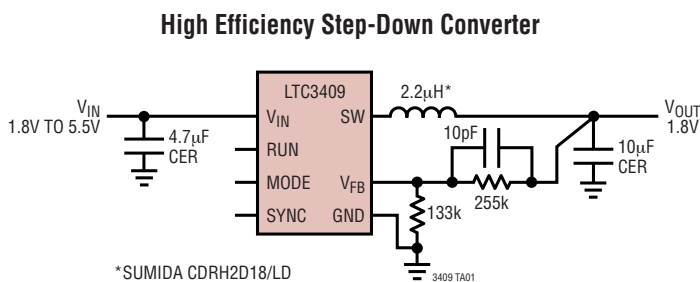 High Efficiency Step-Down Converter
LTC3409
2.2μH*
VIN
1.8V TO 5.5V
VIN
SW
VOUT
1.8V
4.7μF
CER
10pF
10μF
CER
RUN
MODE
VFB
255k
SYNC
GND
133k
*SUMIDA CDRH2D18/LD
3409 TA01